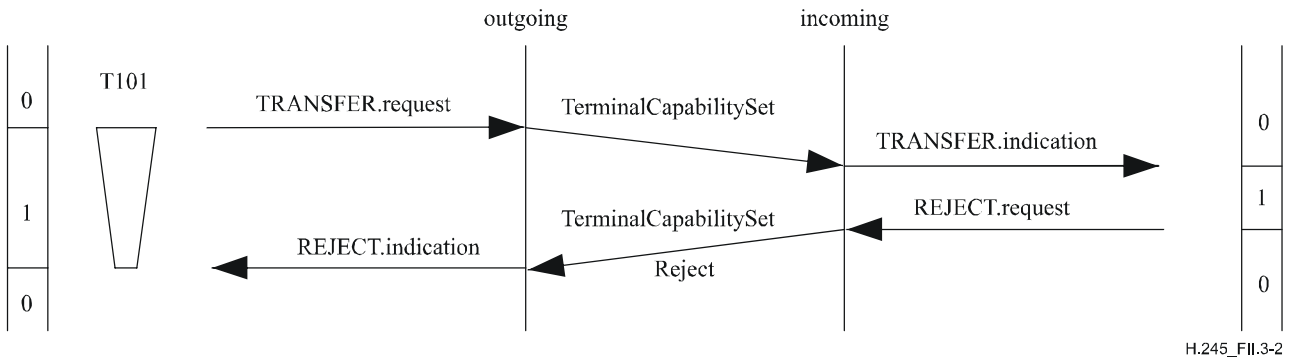 outgoing
incoming
T101
0
TRANSFER.request
TerminalCapabilitySet
0
TRANSFER.indication
1
TerminalCapabilitySet
REJECT.request
1
REJECT.indication
Reject
0
0
H.245_FII.3-2